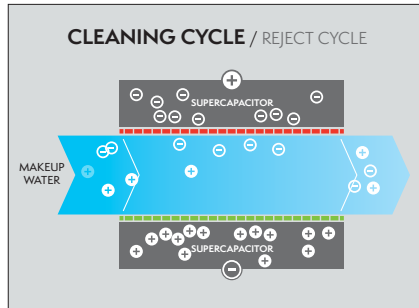 CLEANING CYCLE / REJECT CYCLE
SUPERCAPACITOR
MAKEUP
WATER
SUPERCAPACITOR